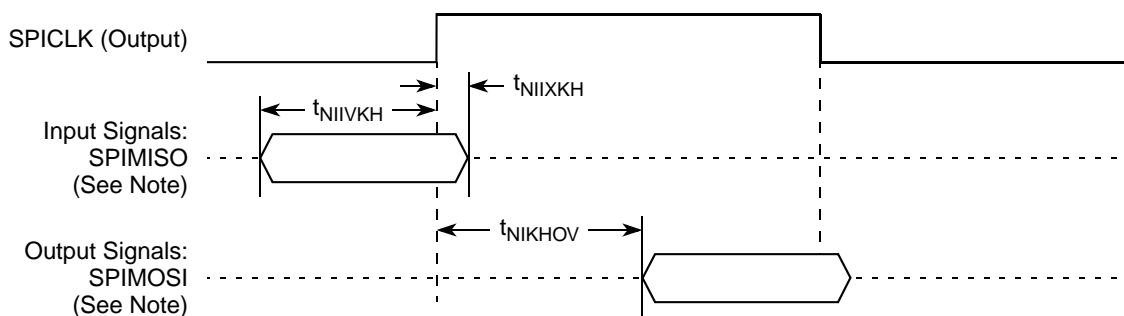 SPICLK (Output)
tNIIXKH
tNIIVKH
Input Signals:
SPIMISO
(See Note)
tNIKHOV
Output Signals:
SPIMOSI
(See Note)